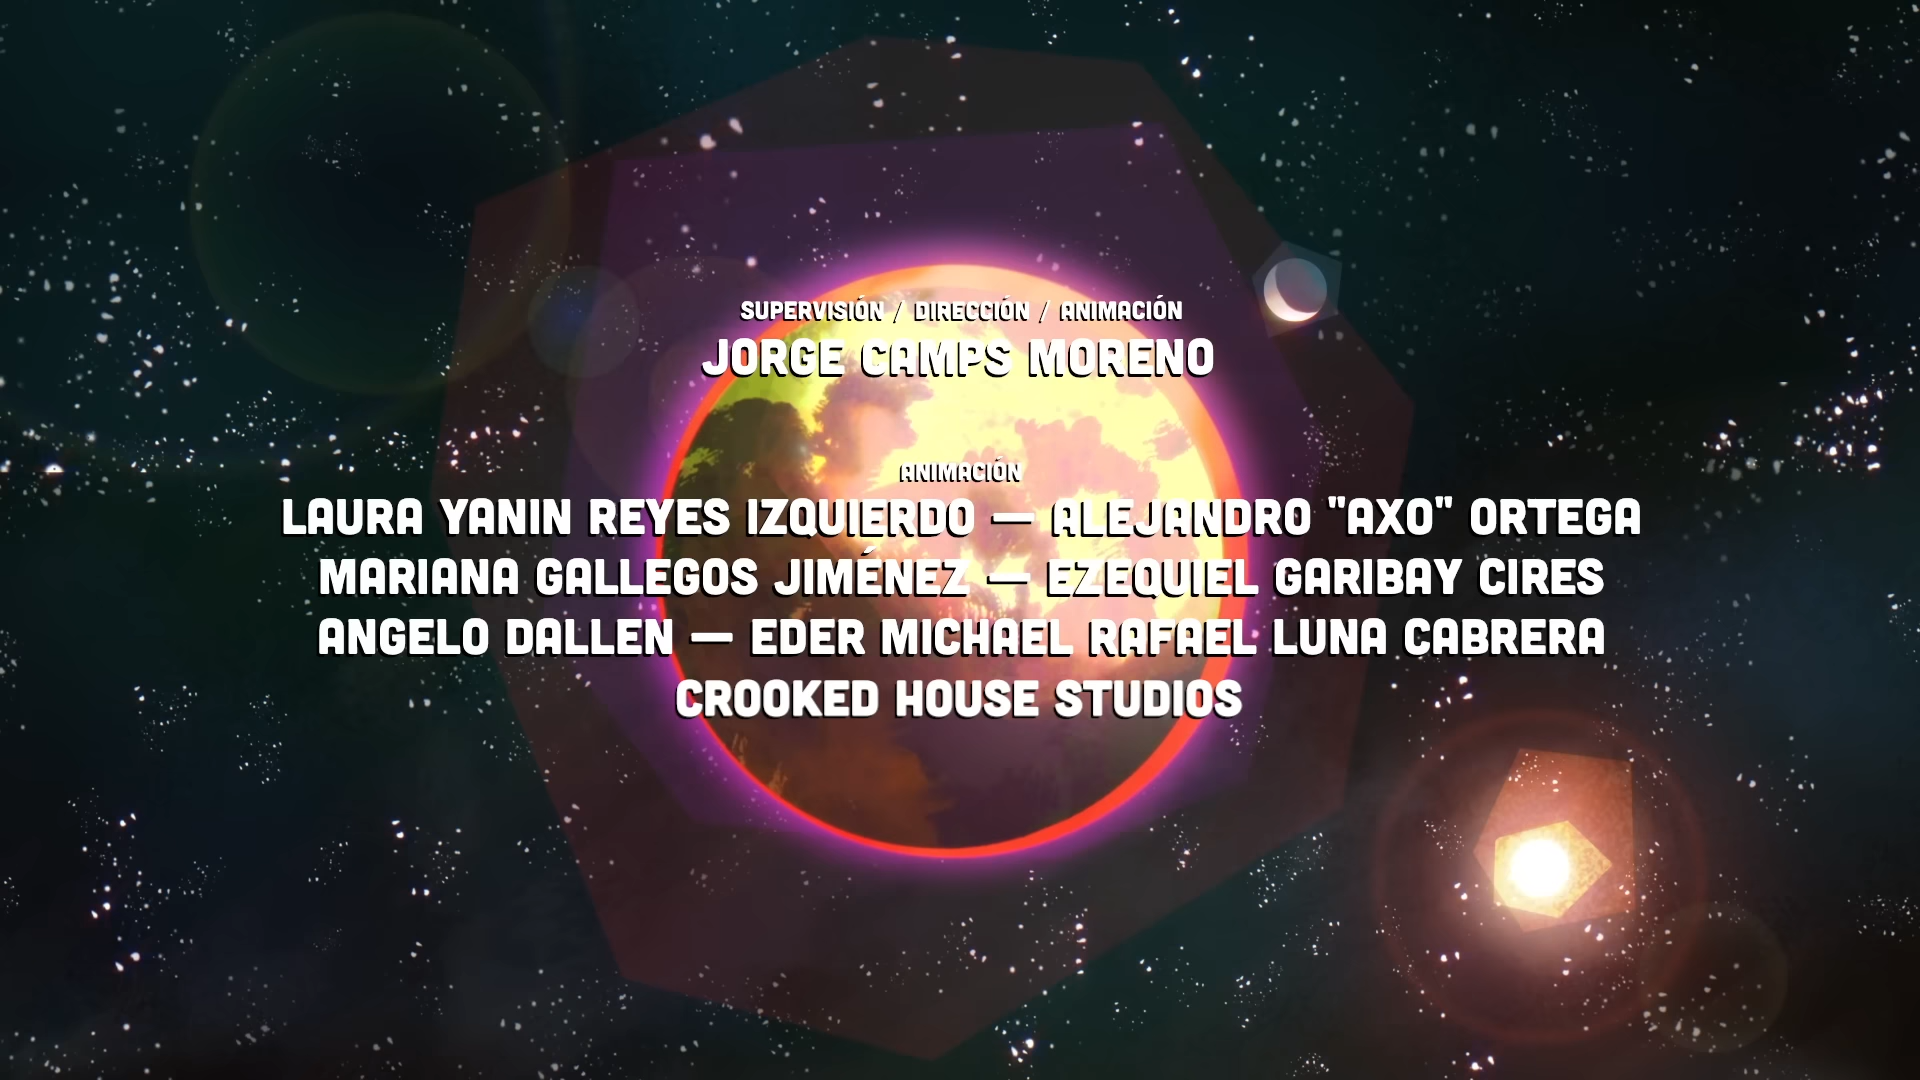 SUPERVISIÓN / DIRECCIÓN / ANIMACIÓN
JORGE CAMPS MORENO
ANIMACIÓN
LAURA YANIN REYES IZQUIERDO — ALEJANDRO "AXO" ORTEGA
MARIANA GALLEGOS JIMÉNEZ — EZEQUIEL GARIBAY CIRES
ANGELO DALLEN — EDER MICHAEL RAFAEL LUNA CABRERA
CROOKED HOUSE STUDIOS